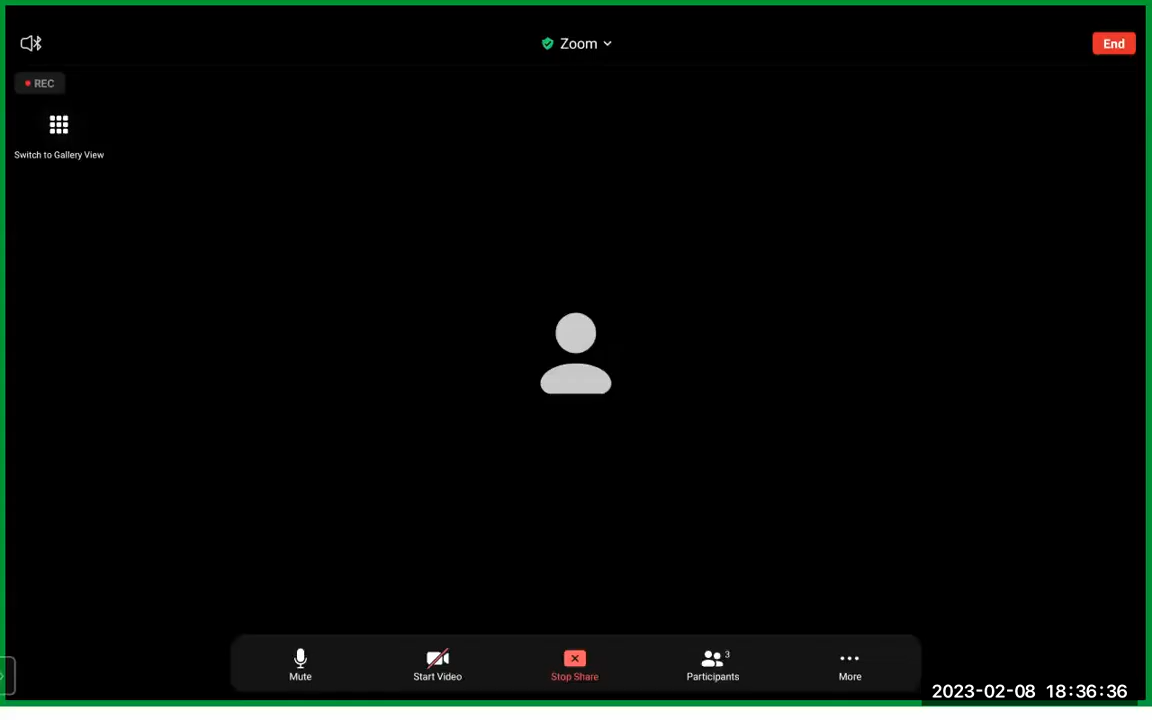 Zoom
End
REC
Switch to Gallery View
Mute
Start Video
Stop Share
3
Participants
More
2023-02-08 18:36:36